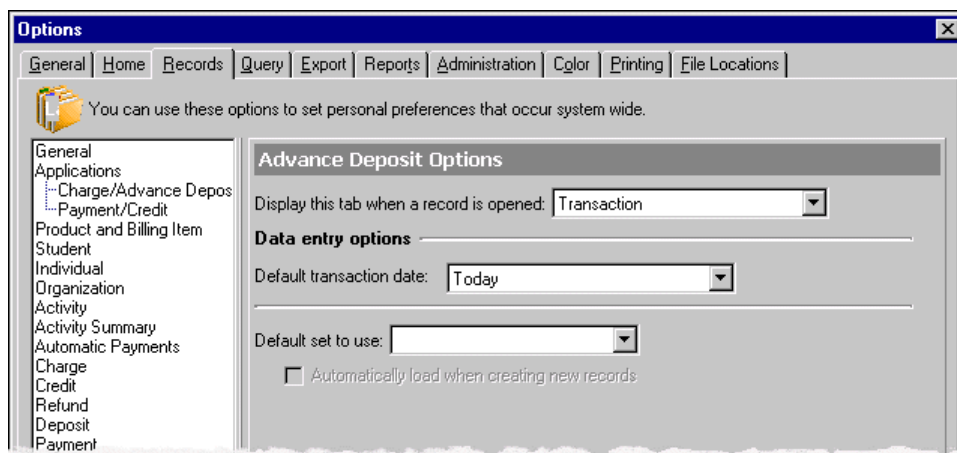 Options
General Home Records Query Export Reports Administration Color Printing File Locations
You can use these options to set personal preferences that occur system wide.
General
Applications
Charge/Advance Depos
Payment/Credit
Product and Billing Item
Student
Individual
Organization
Activity
Activity Summary
Automatic Payments
Charge
Credit
Refund
Deposit
Payment
Advance Deposit Options
Display this tab when a record is opened: Transaction
Data entry options
Default transaction date: Today
Default set to use:
Automatically load when creating new records